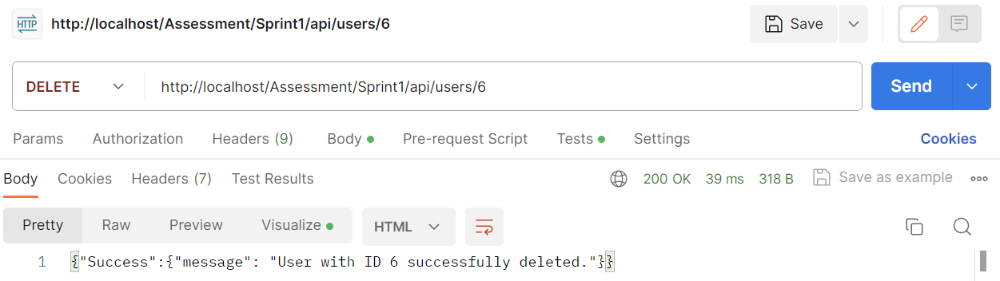 HTTP http://localhost/Assessment/Sprint1/api/users/6 Save
DELETE http://localhost/Assessment/Sprint1/api/users/6 Send
Params Authorization Headers (9) Body Pre-request Script Tests Settings Cookies
Body Cookies Headers (7) Test Results 200 OK 39 ms 318 B Save as example
Pretty Raw Preview Visualize HTML
1 {"Success":{"message": "User with ID 6 successfully deleted."}}